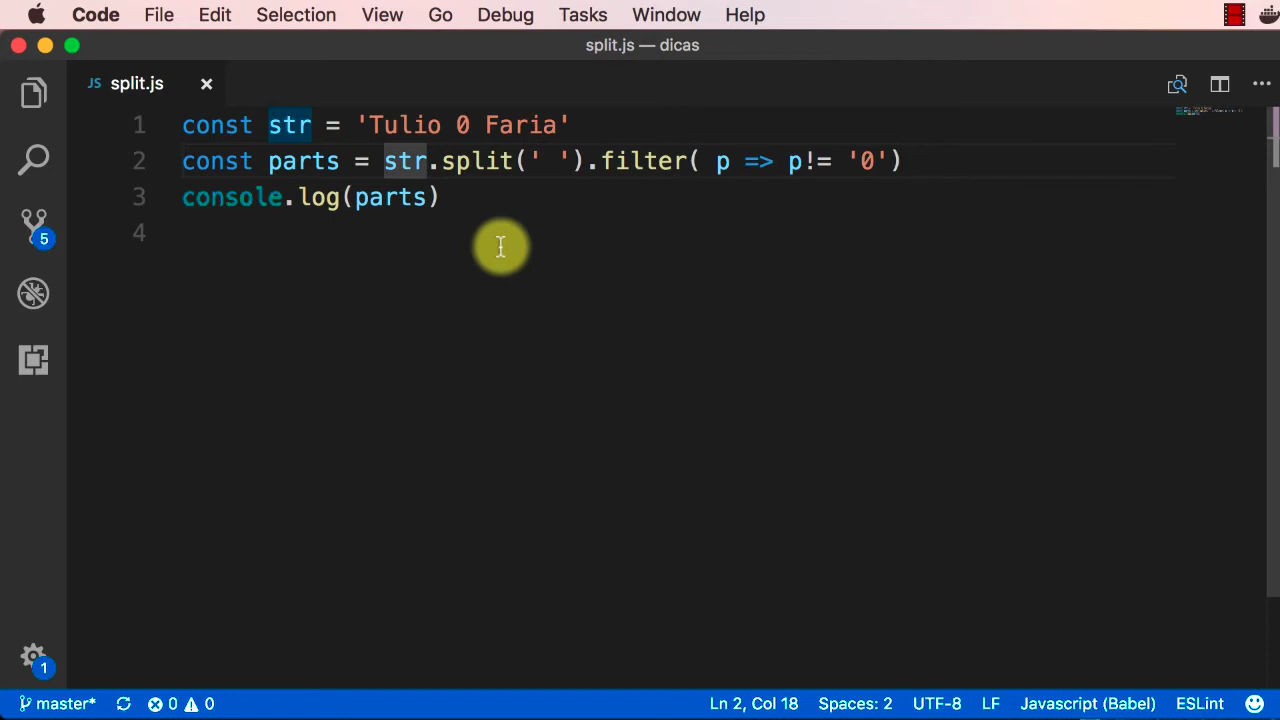 Code File Edit Selection View Go Debug Tasks Window Help
split.js — dicas
JS split.js
1 const str = 'Tulio 0 Faria'
2 const parts = str.split(' ').filter( p => p!= '0')
3 console.log(parts)
4
5
1
master* 0 0 Ln 2, Col 18 Spaces: 2 UTF-8 LF Javascript (Babel) ESLint